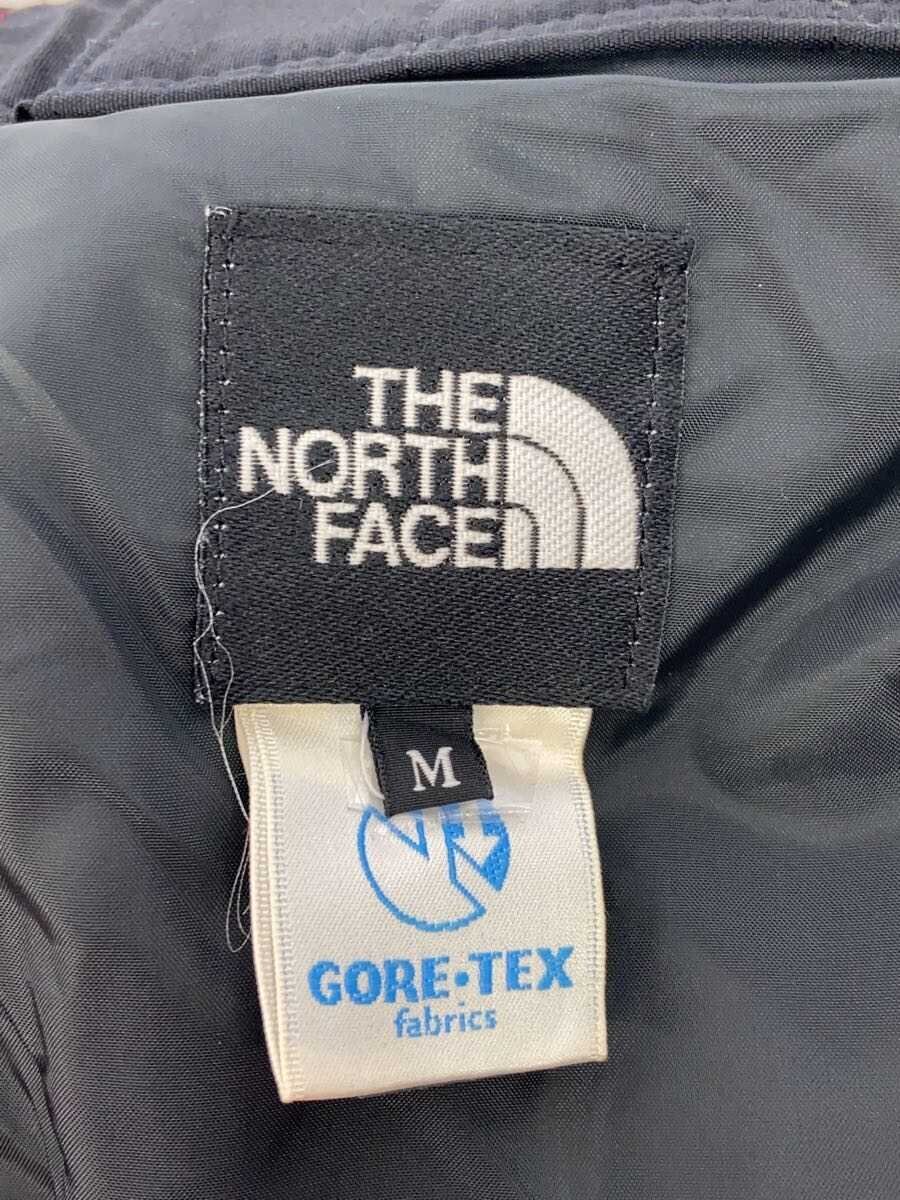 THE
NORTH
FACE
M
GORE-TEX
fabrics